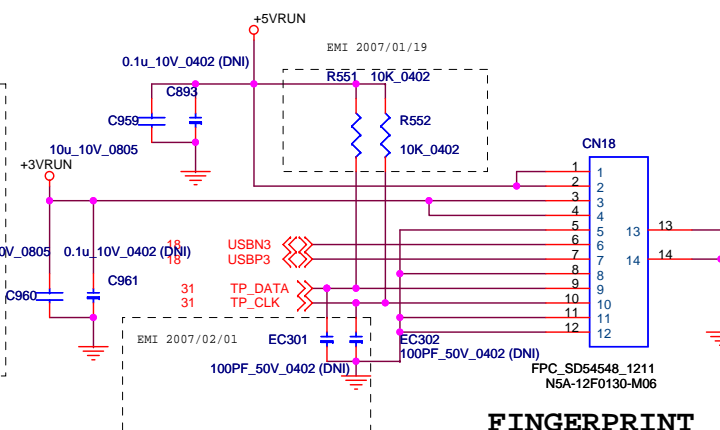 +5VRUN
EMI 2007/01/19
0.1u_10V_0402 (DNI)
R551 10K_0402
C893
C959
R552
10u_10V_0805
10K_0402
CN18
+3VRUN
1 1
2 2
3 3
4 4
5 5
6 6
7 7
8 8
9 9
10 10
11 11
12 12
13 13
14 14
18 USBN3
18 USBP3
0V_0805 0.1u_10V_0402 (DNI)
C961
C960
31 TP_DATA
31 TP_CLK
EMI 2007/02/01
EC301
EC302
100PF_50V_0402 (DNI)
100PF_50V_0402 (DNI)
FPC_SD54548_1211
N5A-12F0130-M06
FINGERPRINT